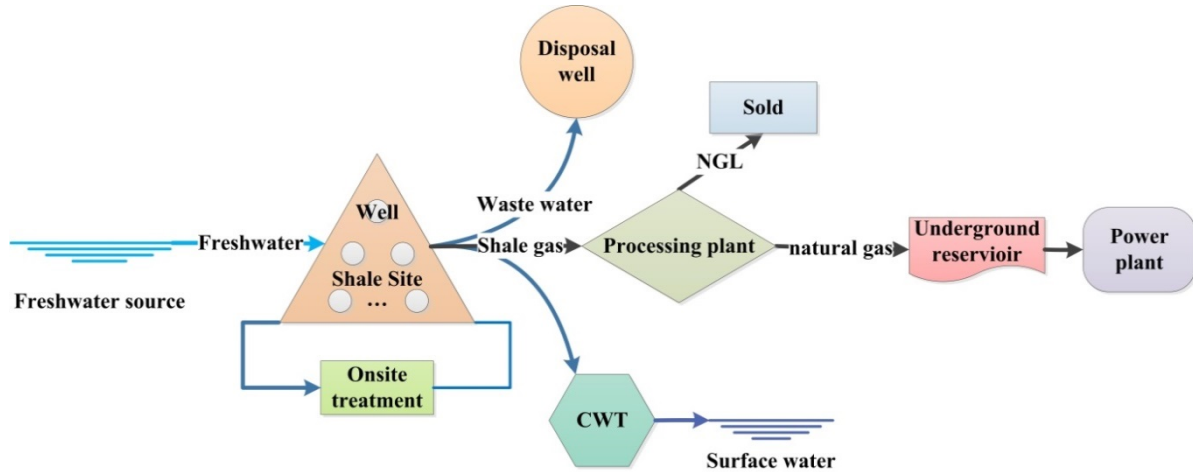 Disposal
well
Sold
NGL
Well
Waste water
Freshwater
Shale gas
Processing plant
natural gas
Underground
reservioir
Power
plant
Freshwater source
Shale Site
...
Onsite
treatment
CWT
Surface water